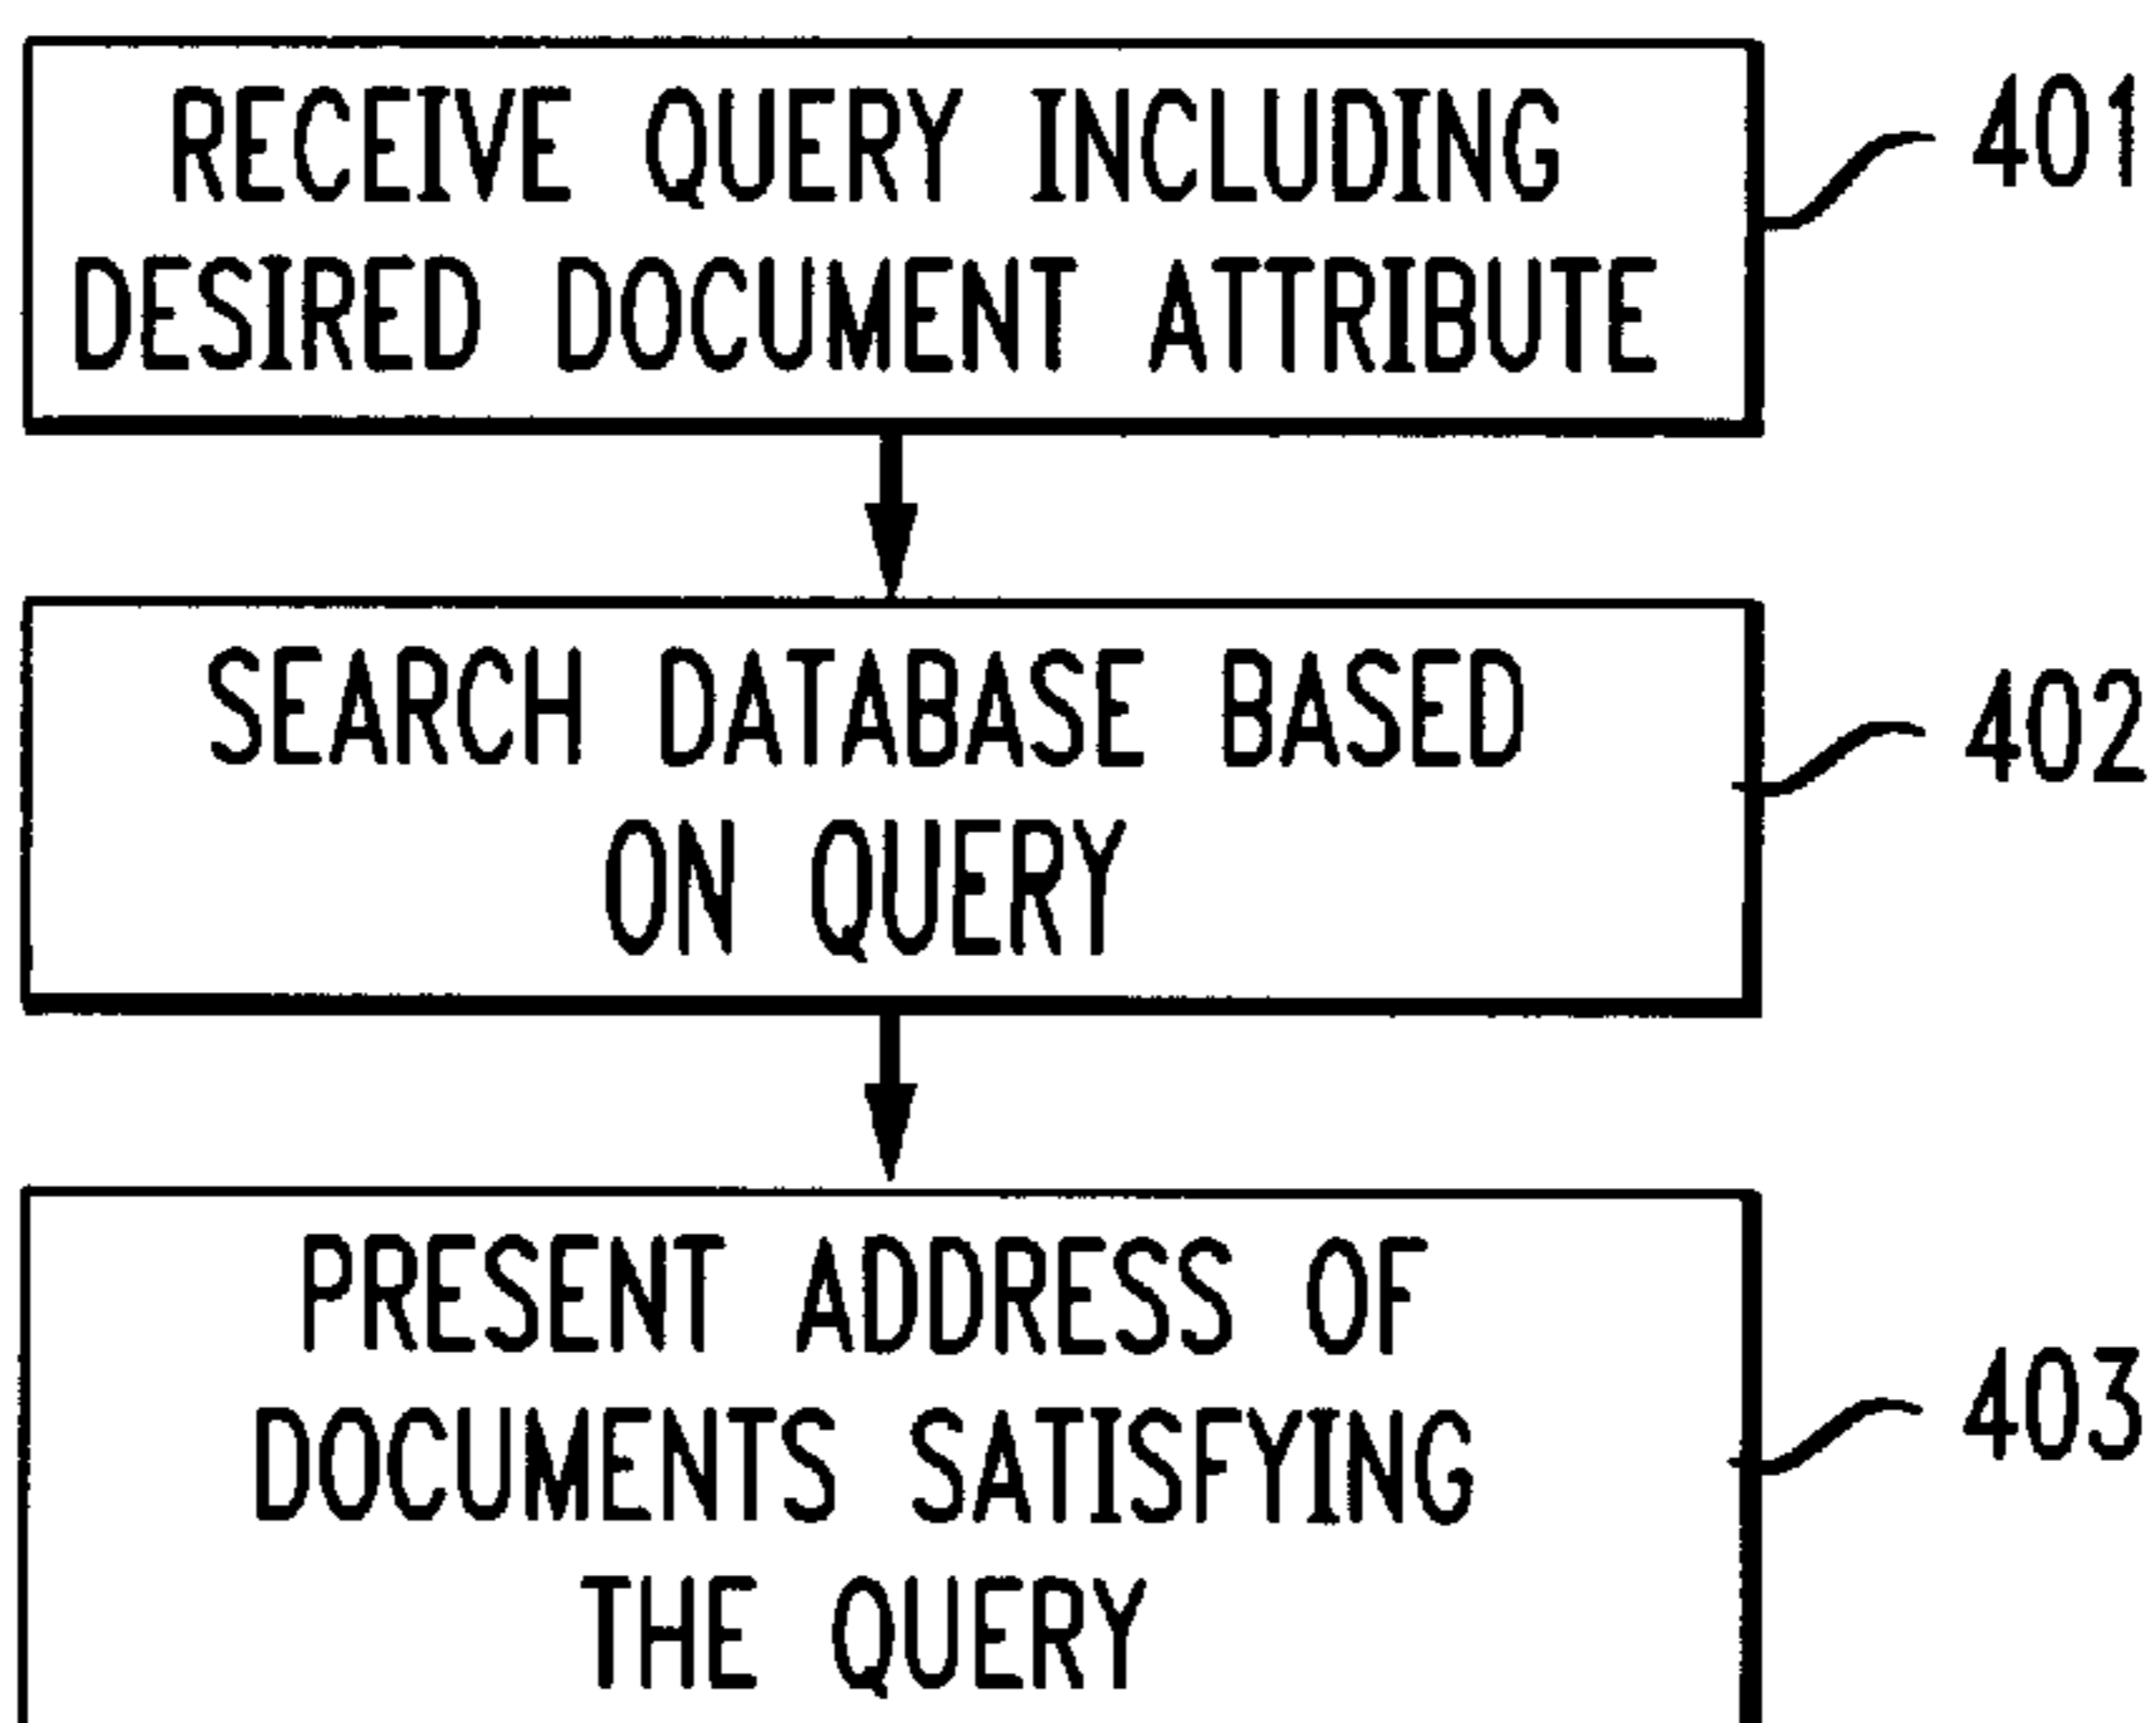 RECEIVE QUERY INCLUDING
DESIRED DOCUMENT ATTRIBUTE
401
SEARCH DATABASE BASED
ON QUERY
402
PRESENT ADDRESS OF
DOCUMENTS SATISFYING
THE QUERY
403